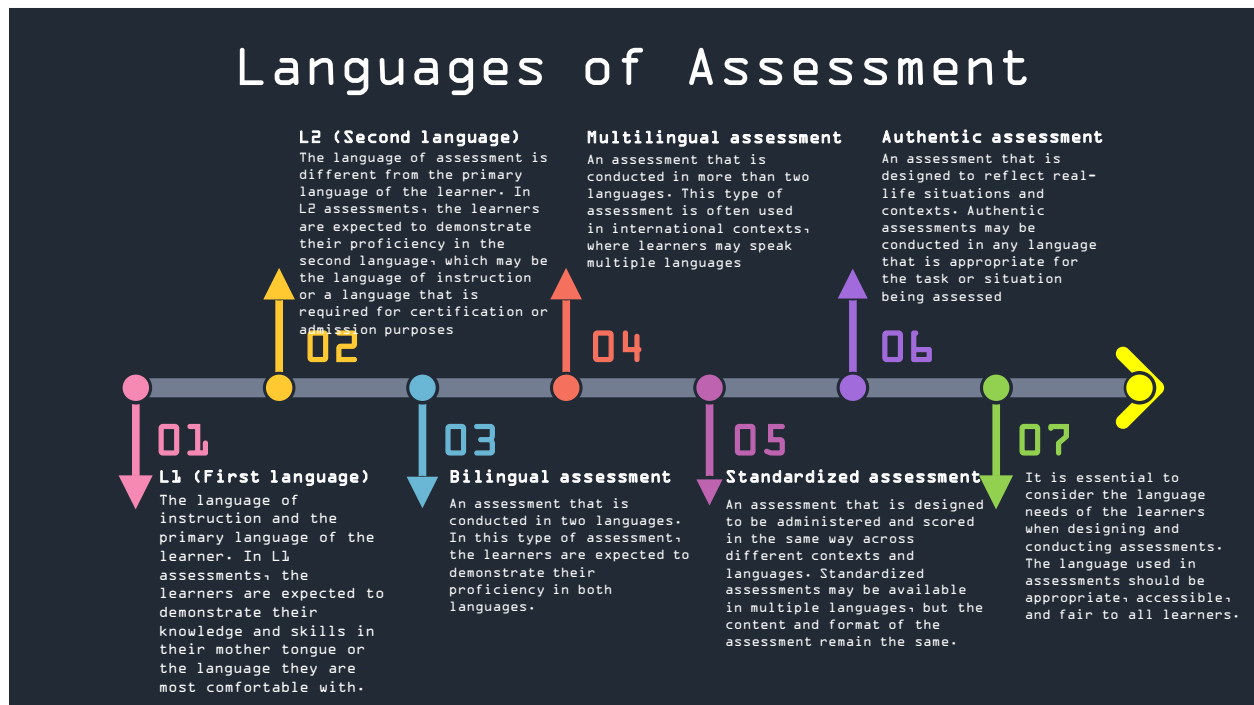 Languages of Assessment
L2 (Second language)
The language of assessment is
different from the primary
language of the learner. In
L2 assessments, the learners
are expected to demonstrate
their proficiency in the
second language, which may be
the language of instruction
or a language that is
required for certification or
admission purposes
02
Multilingual assessment
An assessment that is
conducted in more than two
languages. This type of
assessment is often used
in international contexts,
where learners may speak
multiple languages
04
Authentic assessment
An assessment that is
designed to reflect real-
life situations and
contexts. Authentic
assessments may be
conducted in any language
that is appropriate for
the task or situation
being assessed
06
01
L1 (First language)
The language of
instruction and the
primary language of the
learner. In L1
assessments, the
learners are expected to
demonstrate their
knowledge and skills in
their mother tongue or
the language they are
most comfortable with.
03
Bilingual assessment
An assessment that is
conducted in two languages.
In this type of assessment,
the learners are expected to
demonstrate their
proficiency in both
languages.
05
Standardized assessment
An assessment that is designed
to be administered and scored
in the same way across
different contexts and
languages. Standardized
assessments may be available
in multiple languages, but the
content and format of the
assessment remain the same.
07
It is essential to
consider the language
needs of the learners
when designing and
conducting assessments.
The language used in
assessments should be
appropriate, accessible,
and fair to all learners.